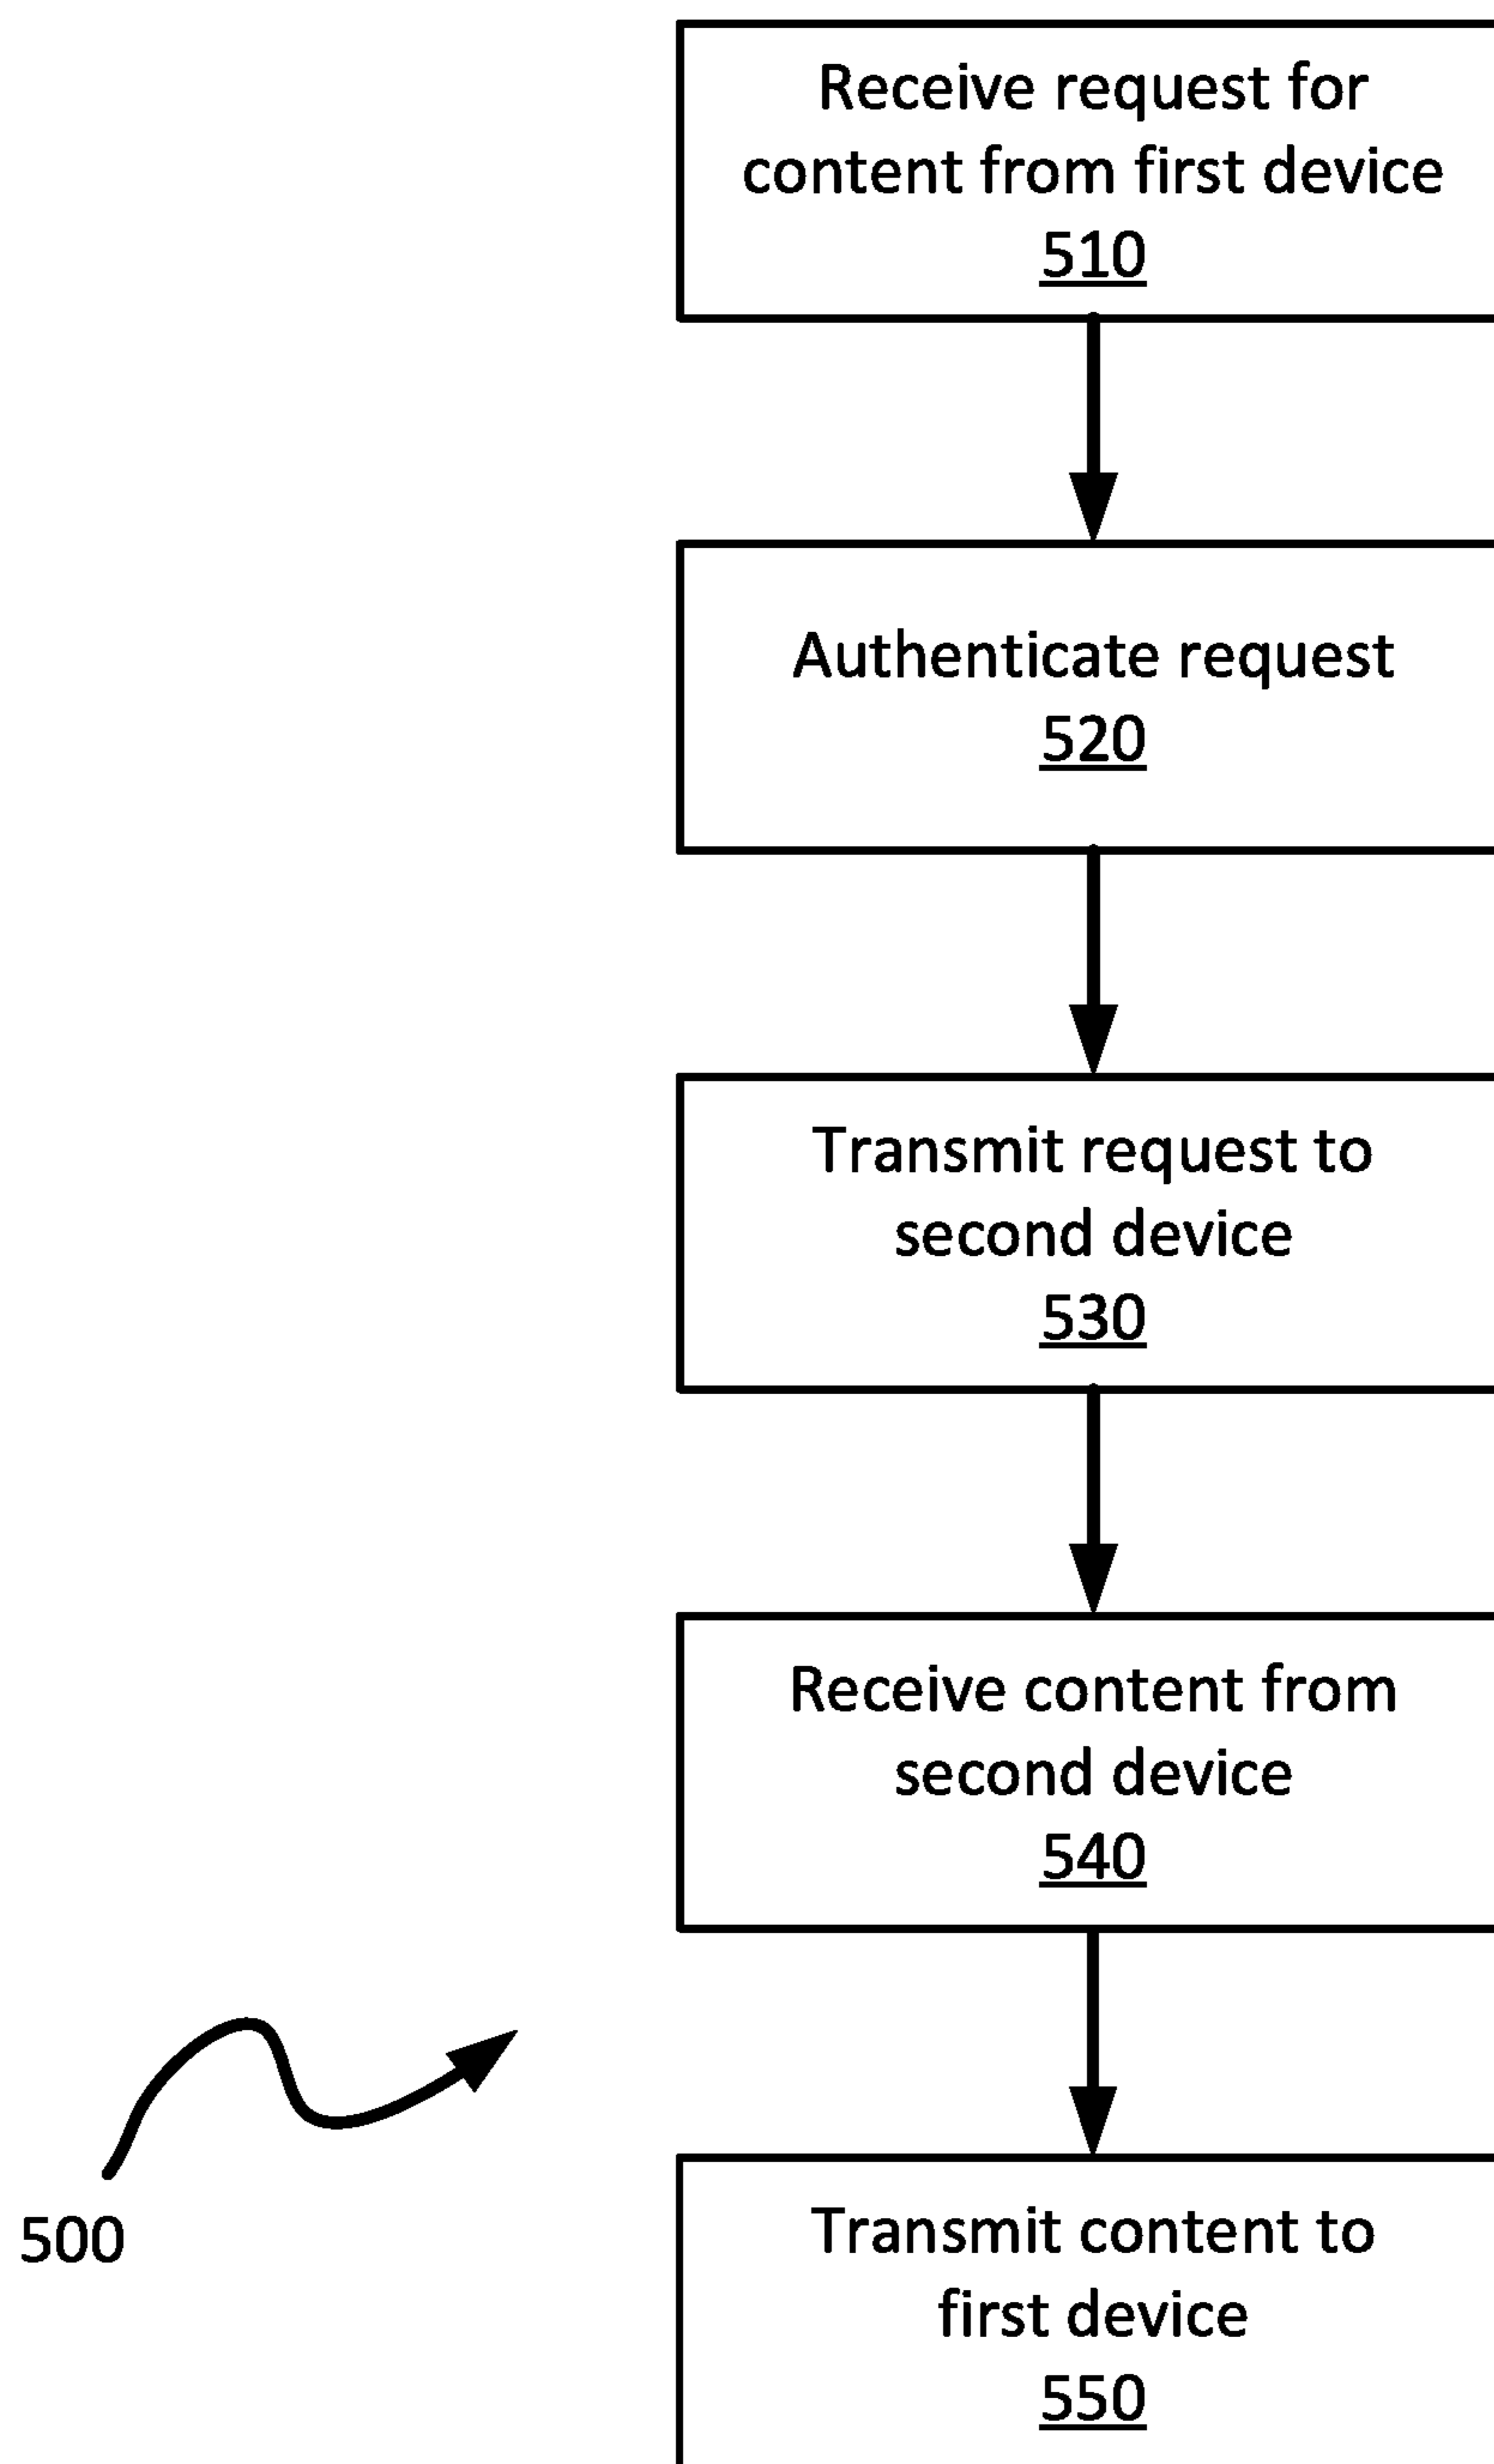 Receive request for
content from first device
510
Authenticate request
520
Transmit request to
second device
530
Receive content from
second device
540
500
Transmit content to
first device
550